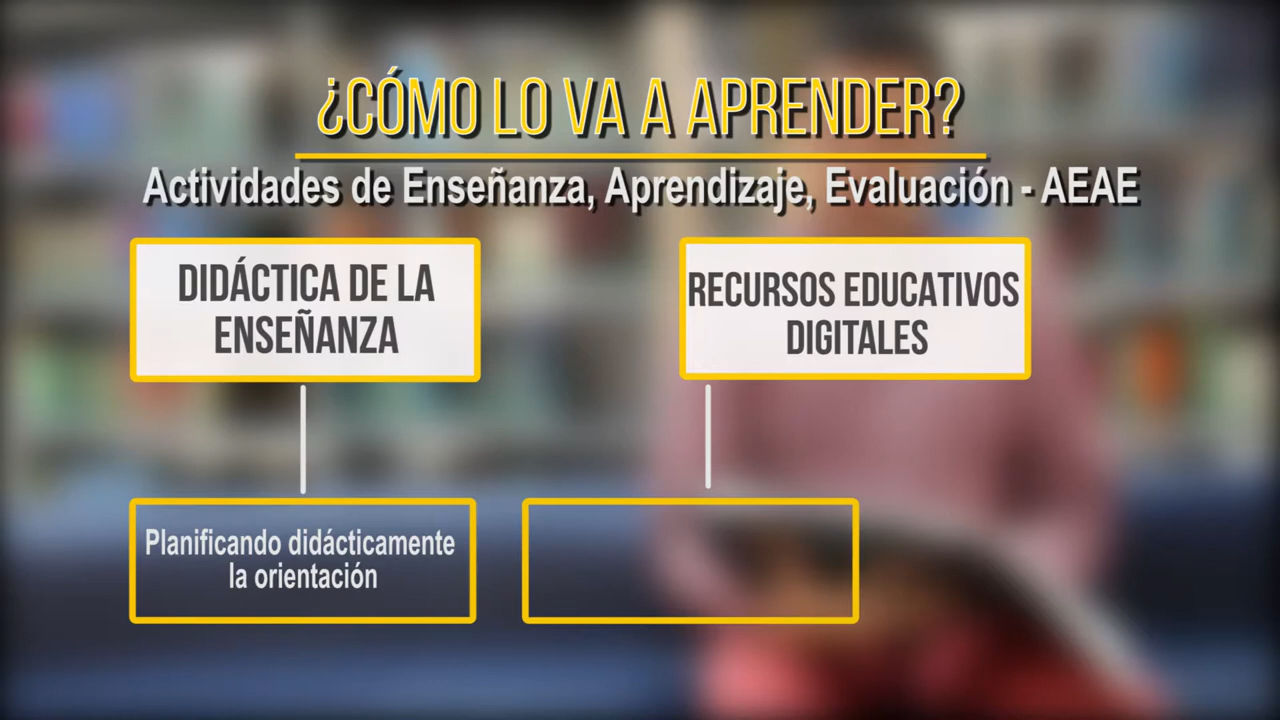 ¿CÓMO LO VA A APRENDER?
Actividades de Enseñanza, Aprendizaje, Evaluación - AEAE
DIDÁCTICA DE LA
ENSEÑANZA
RECURSOS EDUCATIVOS
DIGITALES
Planificando didácticamente
la orientación